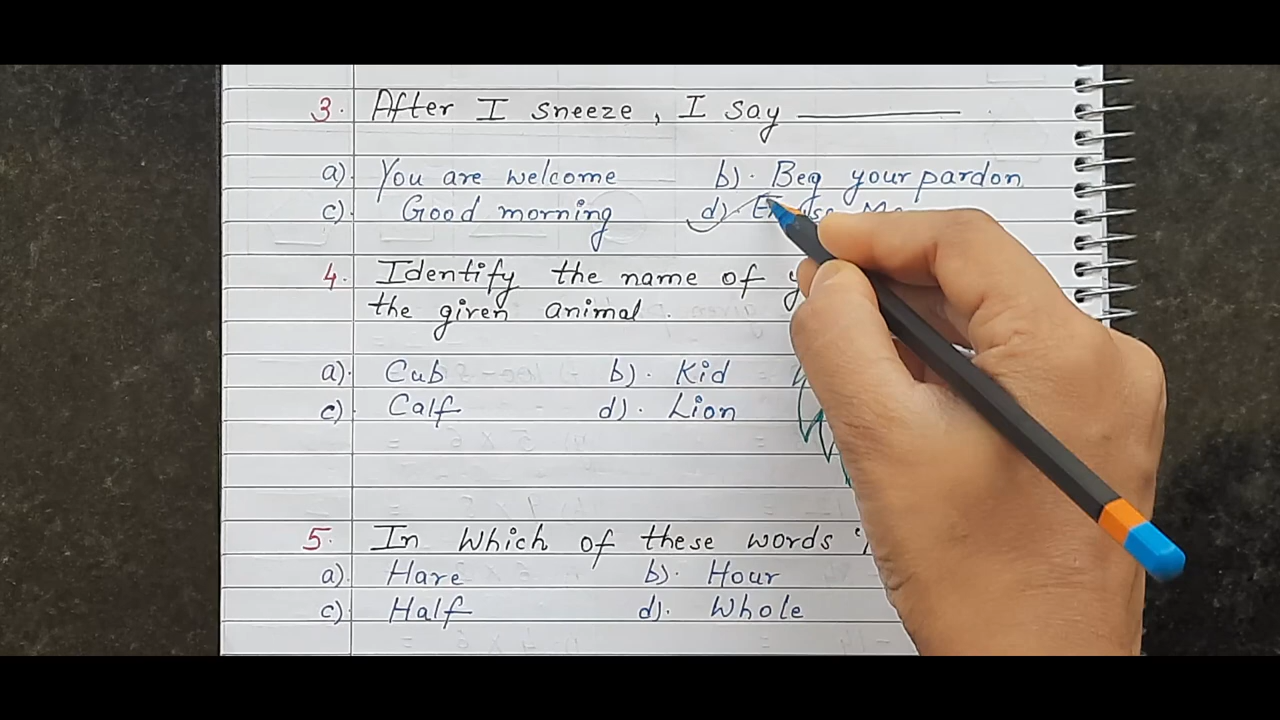 3. After I sneeze, I say ________.
a). You are welcome b). Beg your pardon
c). Good morning d).
4. Identify the name of
the given animal.
a). Cub b). Kid
c). Calf d). Lion
5. In which of these words
a). Hare b). Hour
c). Half d). Whole